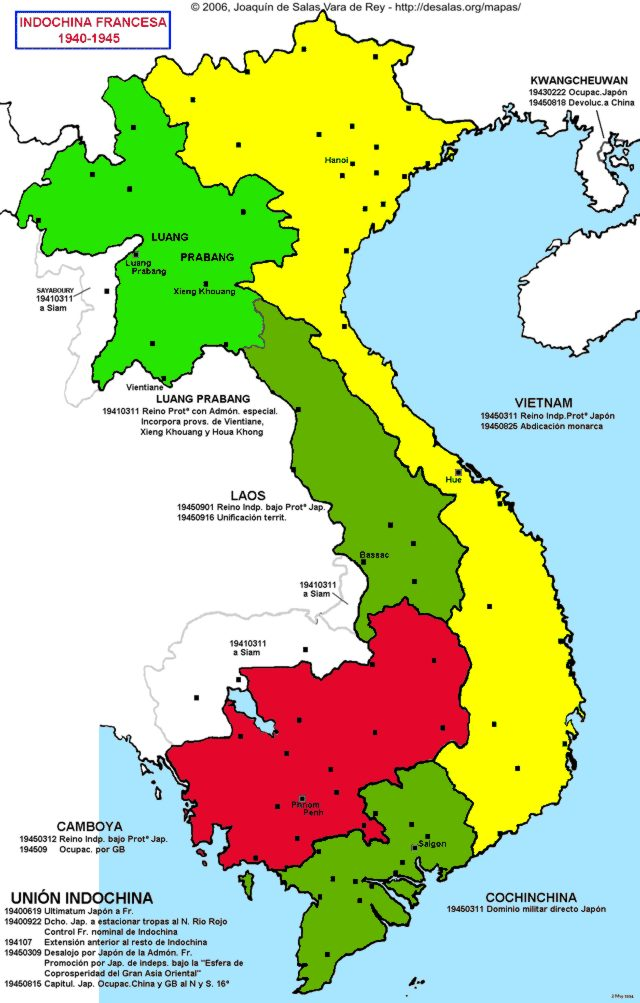 © 2006, Joaquín de Salas Vara de Rey - http://desalas.org/mapas/
INDOCHINA FRANCESA
1940-1945
KWANGCHEUWAN
19430222 Ocupac.Japón
19450818 Devoluc.a China
Hanoi
LUANG
PRABANG
Luang
Prabang
Xieng Khouang
SAYABOURY
19410311
a Siam
Vientiane
LUANG PRABANG
19410311 Reino Protº con Admón. especial.
Incorpora provs. de Vientiane,
Xieng Khouang y Houa Khong
VIETNAM
19450311 Reino Indp.Protº Japón
19450825 Abdicación monarca
Hue
LAOS
19450901 Reino Indp. bajo Protº Jap.
19450916 Unificación territ.
Bassac
19410311
a Siam
19410311
a Siam
Phnom
Penh
Saigon
CAMBOYA
19450312 Reino Indp. bajo Protº Jap.
194509 Ocupac. por GB
COCHINCHINA
19450311 Dominio militar directo Japón
UNIÓN INDOCHINA
19400619 Ultimatum Japón a Fr.
19400922 Dcho. Jap. a estacionar tropas al N. Rio Rojo
Control Fr. nominal de Indochina
194107 Extensión anterior al resto de Indochina
19450309 Desalojo por Japón de la Admón. Fr.
Promoción por Jap. de indeps. bajo la "Esfera de
Coprosperidad del Gran Asia Oriental"
19450815 Capitul. Jap. Ocupac.China y GB al N y S. 16º